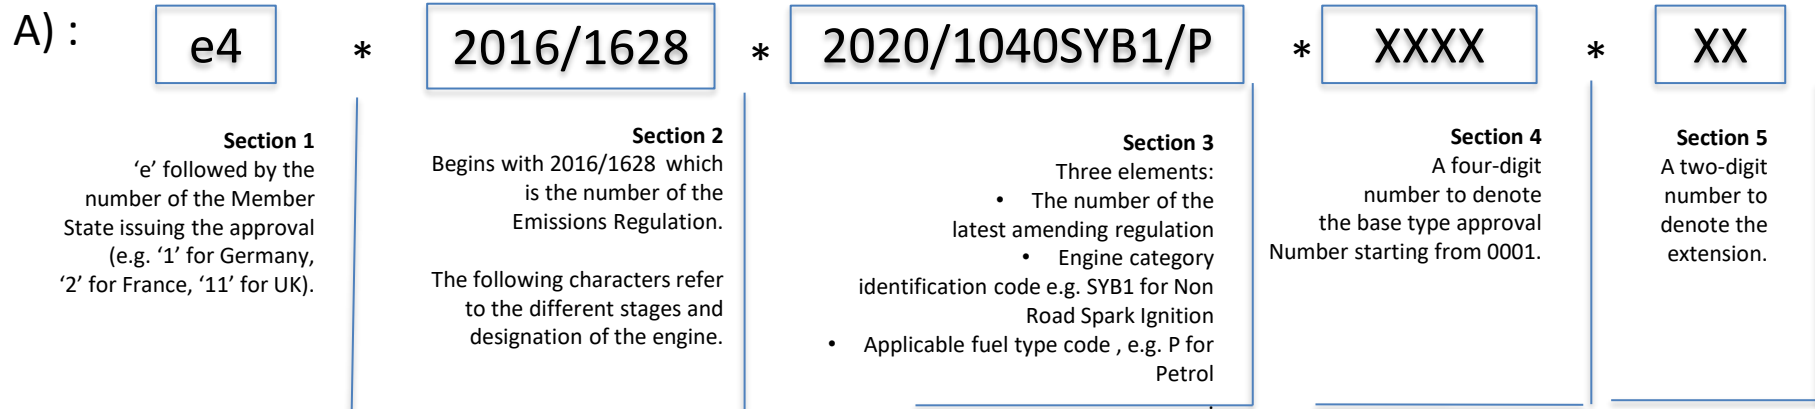 A) :
e4 * 2016/1628 * 2020/1040SYB1/P * XXXX * XX
Section 1
‘e’ followed by the
number of the Member
State issuing the approval
(e.g. ‘1’ for Germany,
‘2’ for France, ‘11’ for UK).
Section 2
Begins with 2016/1628 which
is the number of the
Emissions Regulation.
The following characters refer
to the different stages and
designation of the engine.
Section 3
Three elements:
• The number of the
latest amending regulation
• Engine category
identification code e.g. SYB1 for Non
Road Spark Ignition
• Applicable fuel type code , e.g. P for
Petrol
Section 4
A four-digit
number to denote
the base type approval
Number starting from 0001.
Section 5
A two-digit
number to
denote the
extension.